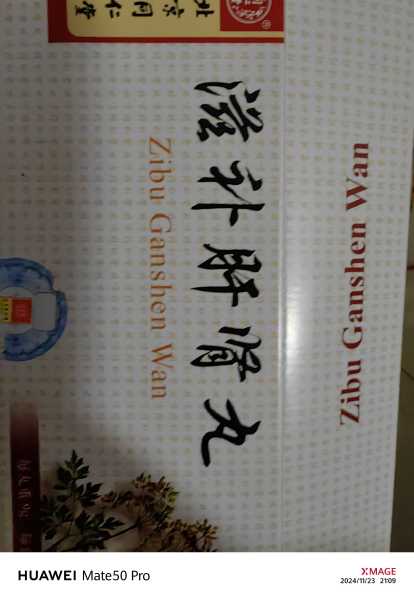 北京同仁堂
滋补肝肾丸
Zibu Ganshen Wan
Zibu Ganshen Wan
HUAWEI Mate50 Pro
XMAGE
2024/11/23 21:09